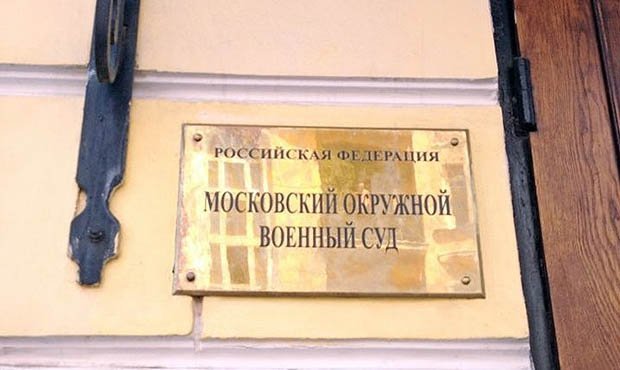 РОССИЙСКАЯ ФЕДЕРАЦИЯ
МОСКОВСКИЙ ОКРУЖНОЙ
ВОЕННЫЙ СУД